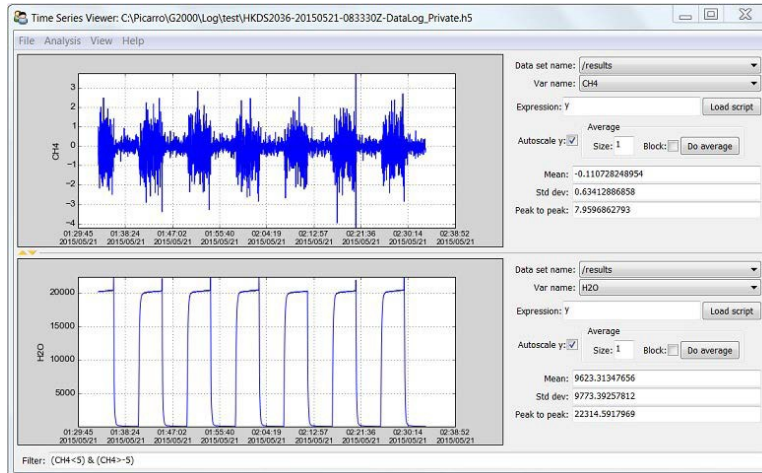 Time Series Viewer: C:\Picarro\G2000\Log\test\HKDS2036-20150521-083330Z-DataLog_Private.h5
File Analysis View Help
Data set name: /results
Var name: CH4
Expression: y Load script
Average
Autoscale y: Size: 1 Block: Do average
Mean: -0.110728248954
Std dev: 0.63412886858
Peak to peak: 7.9596862793
CH4
3
2
1
0
−1
−2
−3
−4
01:29:45 01:38:24 01:47:02 01:55:40 02:04:19 02:12:57 02:21:36 02:30:14 02:38:52
2015/05/21 2015/05/21 2015/05/21 2015/05/21 2015/05/21 2015/05/21 2015/05/21 2015/05/21 2015/05/21
Data set name: /results
Var name: H2O
Expression: y Load script
Average
Autoscale y: Size: 1 Block: Do average
Mean: 9623.31347656
Std dev: 9773.39257812
Peak to peak: 22314.5917969
H2O
20000
15000
10000
5000
01:29:45 01:38:24 01:47:02 01:55:40 02:04:19 02:12:57 02:21:36 02:30:14 02:38:52
2015/05/21 2015/05/21 2015/05/21 2015/05/21 2015/05/21 2015/05/21 2015/05/21 2015/05/21 2015/05/21
Filter: (CH4<5) & (CH4>-5)